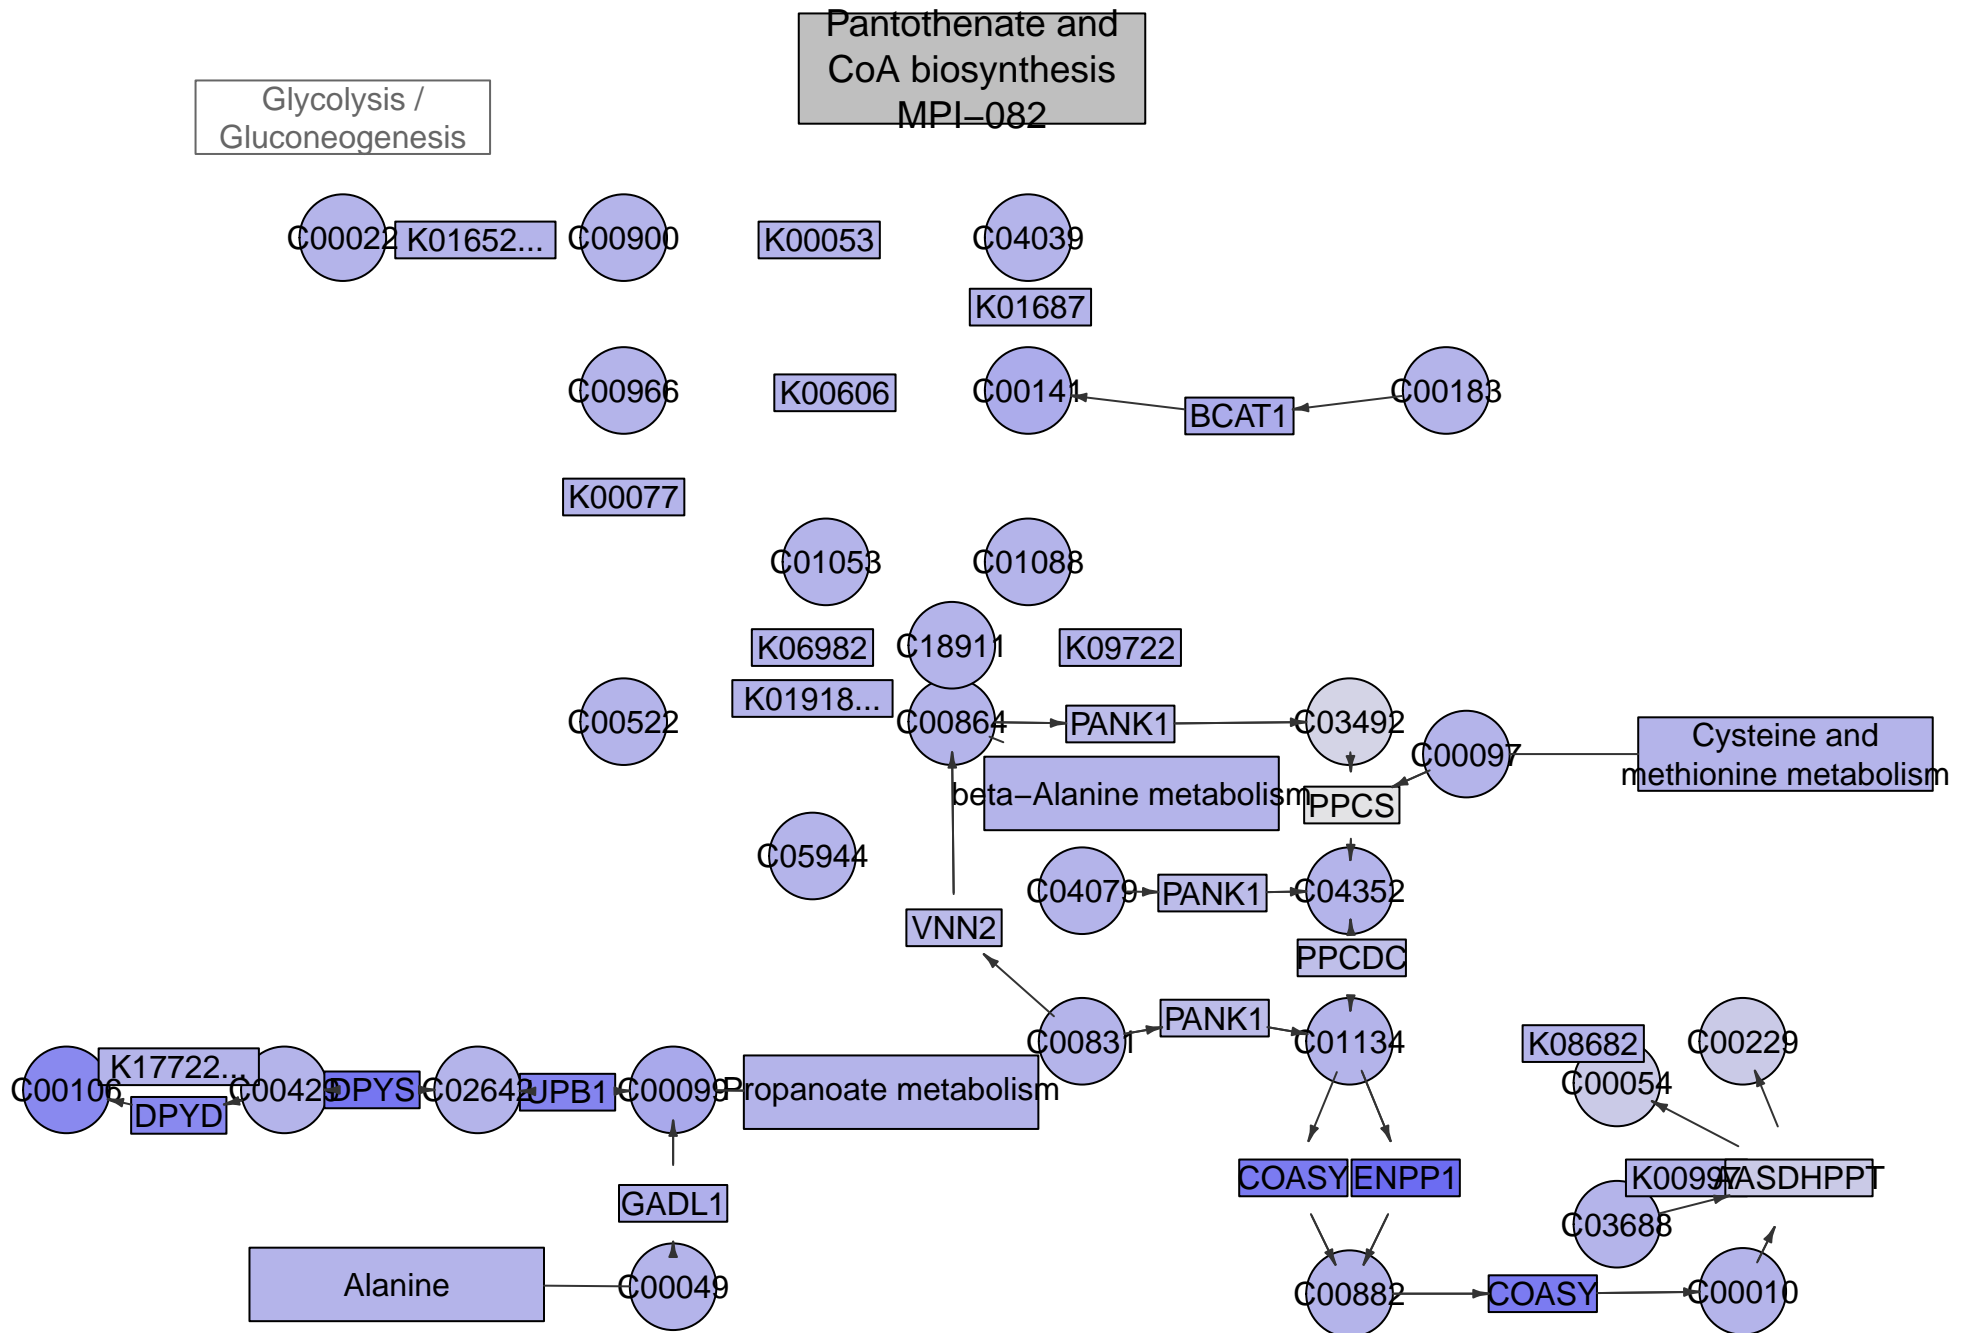 Pantothenate and
CoA biosynthesis
MPI−082
Glycolysis /
Gluconeogenesis
C00022
K01652...
C00900
K00053
C04039
K01687
C00966
K00606
C00141
BCAT1
C00183
K00077
C01053
C01088
K06982
C18911
K09722
K01918...
C00522
C00864
PANK1
C03492
C00097
Cysteine and
methionine metabolism
beta−Alanine metabolism
PPCS
C05944
C04079
PANK1
C04352
VNN2
PPCDC
C00831
PANK1
C01134
K08682
C00229
C00054
C00106
K17722...
C00429
DPYD
DPYS
C02642
UPB1
C00099
Propanoate metabolism
COASY
ENPP1
K00997
AASDHPPT
GADL1
C03688
Alanine
C00049
C00882
COASY
C00010